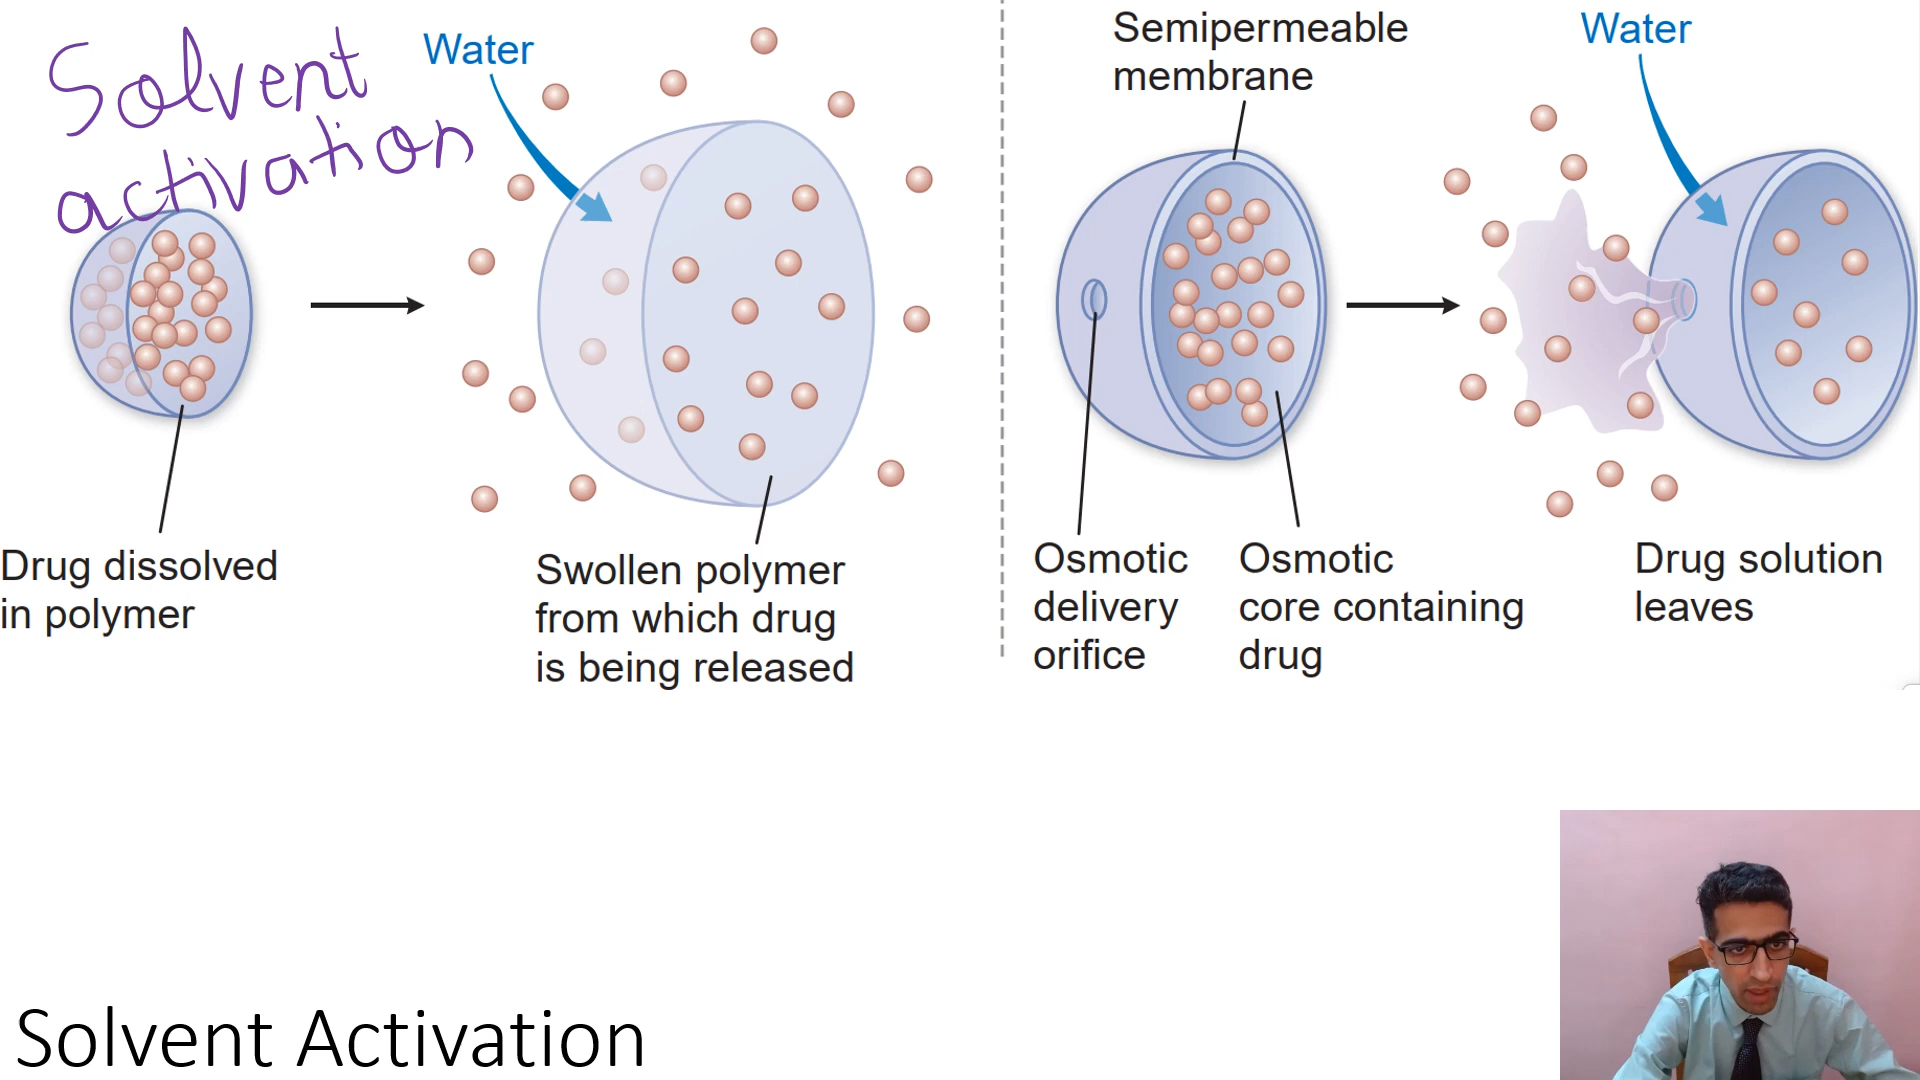 Solvent
activation
Water
Drug dissolved
in polymer
Swollen polymer
from which drug
is being released
Semipermeable
membrane
Water
Osmotic
delivery
orifice
Osmotic
core containing
drug
Drug solution
leaves
Solvent Activation